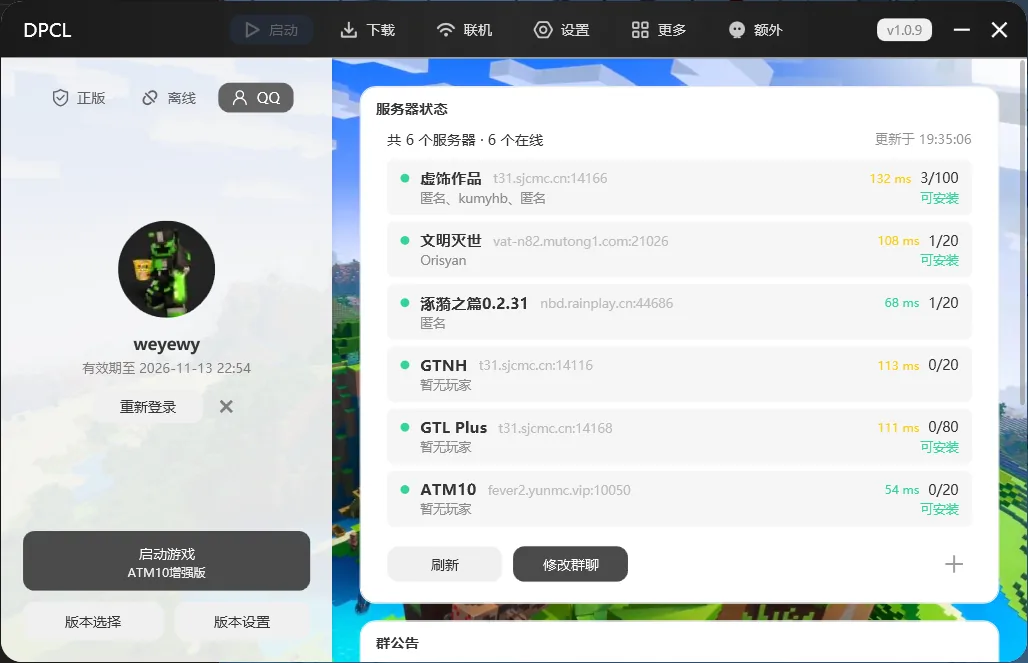 DPCL 启动 下载 联机 设置 更多 额外 v1.0.9
正版 离线 QQ
weyewy
有效期至 2026-11-13 22:54
重新登录
启动游戏
ATM10增强版
版本选择 版本设置
服务器状态
共 6 个服务器 · 6 个在线 更新于 19:35:06
虚饰作品 t31.sjcmc.cn:14166 132 ms 3/100
匿名、kumyhb、匿名 可安装
文明灭世 vat-n82.mutong1.com:21026 108 ms 1/20
Orisyan 可安装
涿漪之篇0.2.31 nbd.rainplay.cn:44686 68 ms 1/20
匿名
GTNH t31.sjcmc.cn:14116 113 ms 0/20
暂无玩家
GTL Plus t31.sjcmc.cn:14168 111 ms 0/80
暂无玩家 可安装
ATM10 fever2.yunmc.vip:10050 54 ms 0/20
暂无玩家 可安装
刷新 修改群聊
群公告